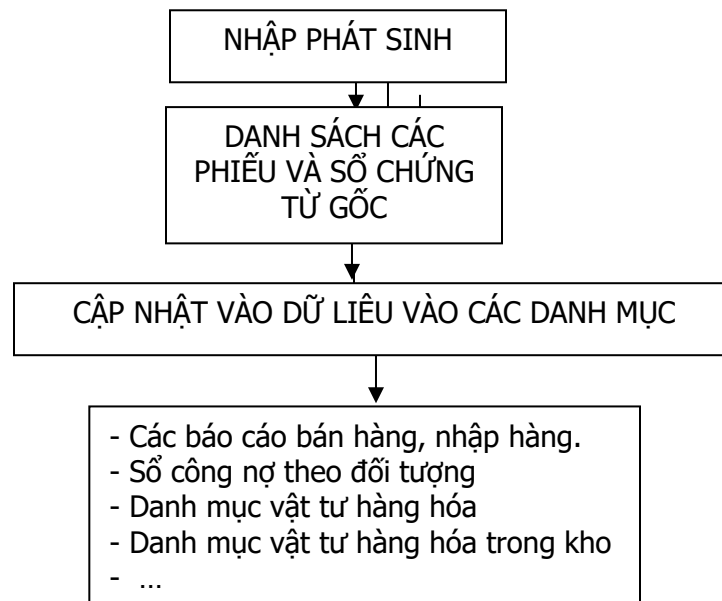 NHẬP PHÁT SINH
DANH SÁCH CÁC
PHIẾU VÀ SỔ CHỨNG
TỪ GỐC
CẬP NHẬT VÀO DỮ LIÊU VÀO CÁC DANH MỤC
- Các báo cáo bán hàng, nhập hàng.
- Sổ công nợ theo đối tượng
- Danh mục vật tư hàng hóa
- Danh mục vật tư hàng hóa trong kho
- ...